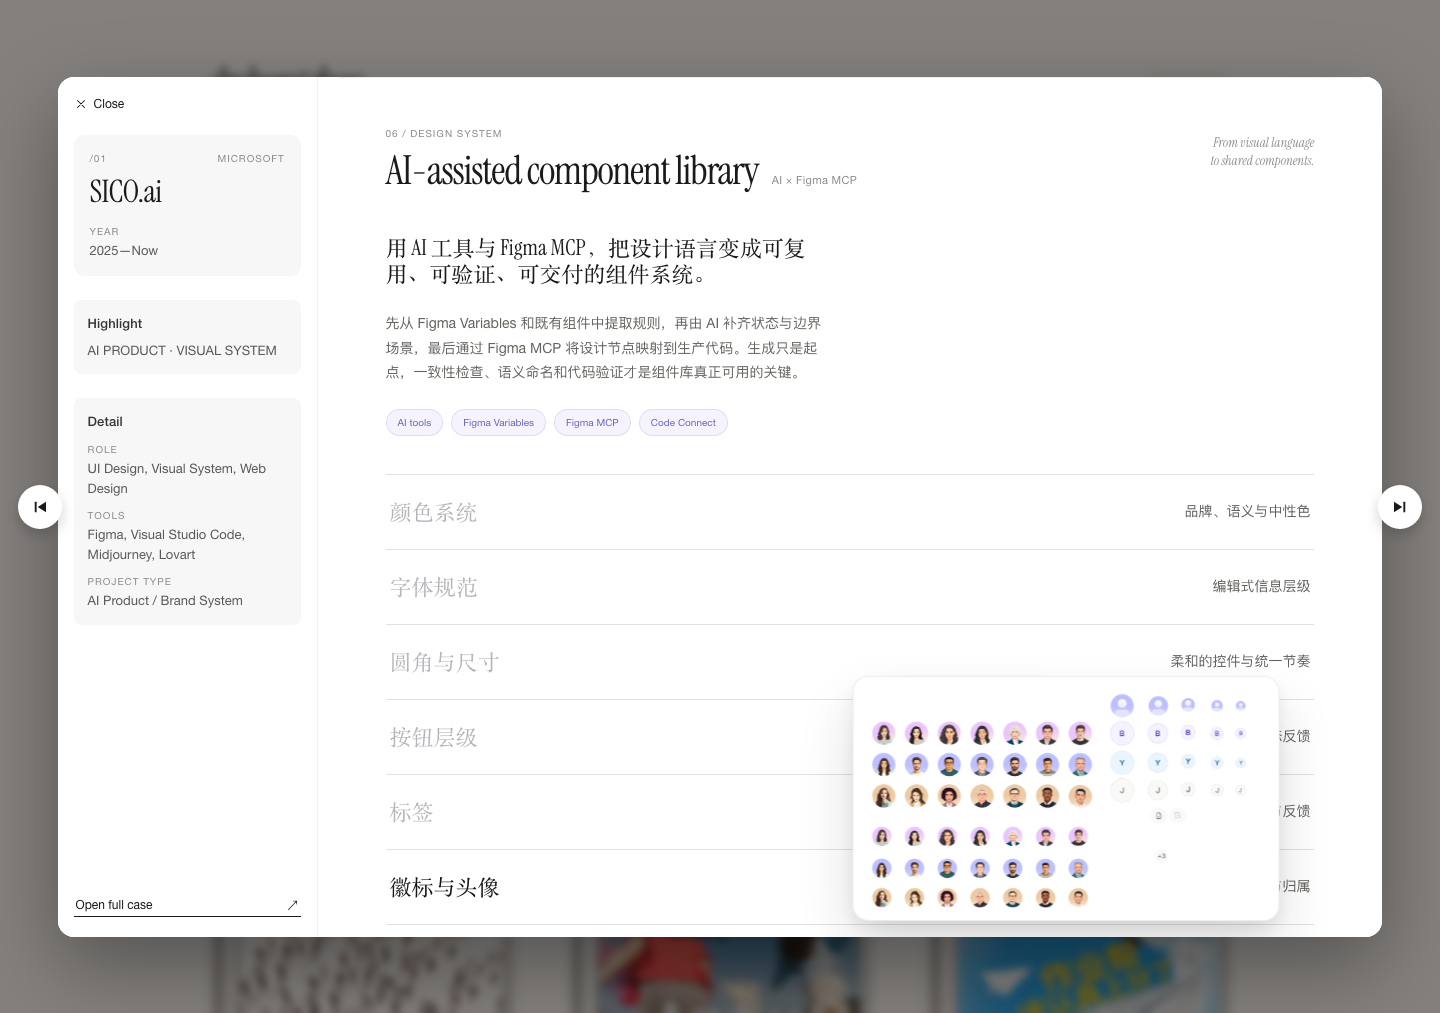 Close
/01
MICROSOFT
SICO.ai
YEAR
2025—Now
Highlight
AI PRODUCT · VISUAL SYSTEM
Detail
ROLE
UI Design, Visual System, Web
Design
TOOLS
Figma, Visual Studio Code,
Midjourney, Lovart
PROJECT TYPE
AI Product / Brand System
Open full case
06 / DESIGN SYSTEM
AI-assisted component library
AI × Figma MCP
From visual language
to shared components.
用 AI 工具与 Figma MCP，把设计语言变成可复
用、可验证、可交付的组件系统。
先从 Figma Variables 和既有组件中提取规则，再由 AI 补齐状态与边界
场景，最后通过 Figma MCP 将设计节点映射到生产代码。生成只是起
点，一致性检查、语义命名和代码验证才是组件库真正可用的关键。
AI tools
Figma Variables
Figma MCP
Code Connect
颜色系统
品牌、语义与中性色
字体规范
编辑式信息层级
圆角与尺寸
柔和的控件与统一节奏
按钮层级
反馈
标签
反馈
徽标与头像
归属
B B B B B
Y Y Y Y Y
J J J J J
+3